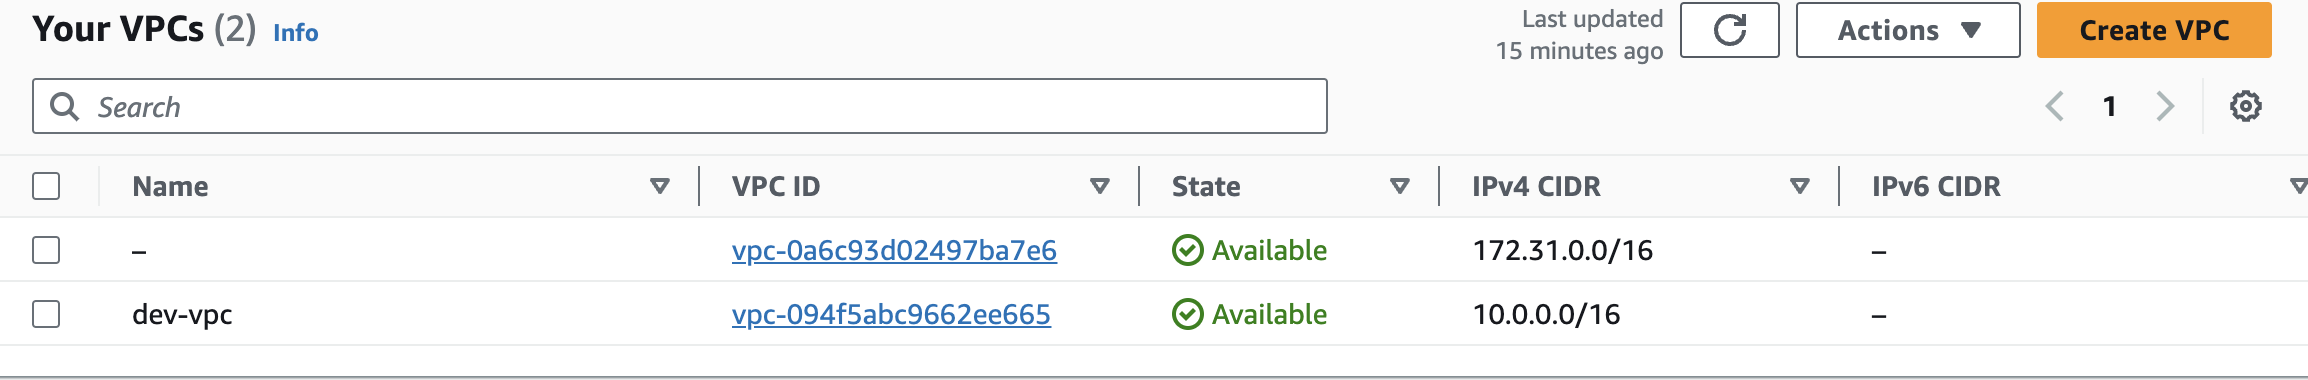 Your VPCs (2) Info
Last updated
15 minutes ago
Actions
Create VPC
Search
1
Name VPC ID State IPv4 CIDR IPv6 CIDR
– vpc-0a6c93d02497ba7e6 Available 172.31.0.0/16 –
dev-vpc vpc-094f5abc9662ee665 Available 10.0.0.0/16 –